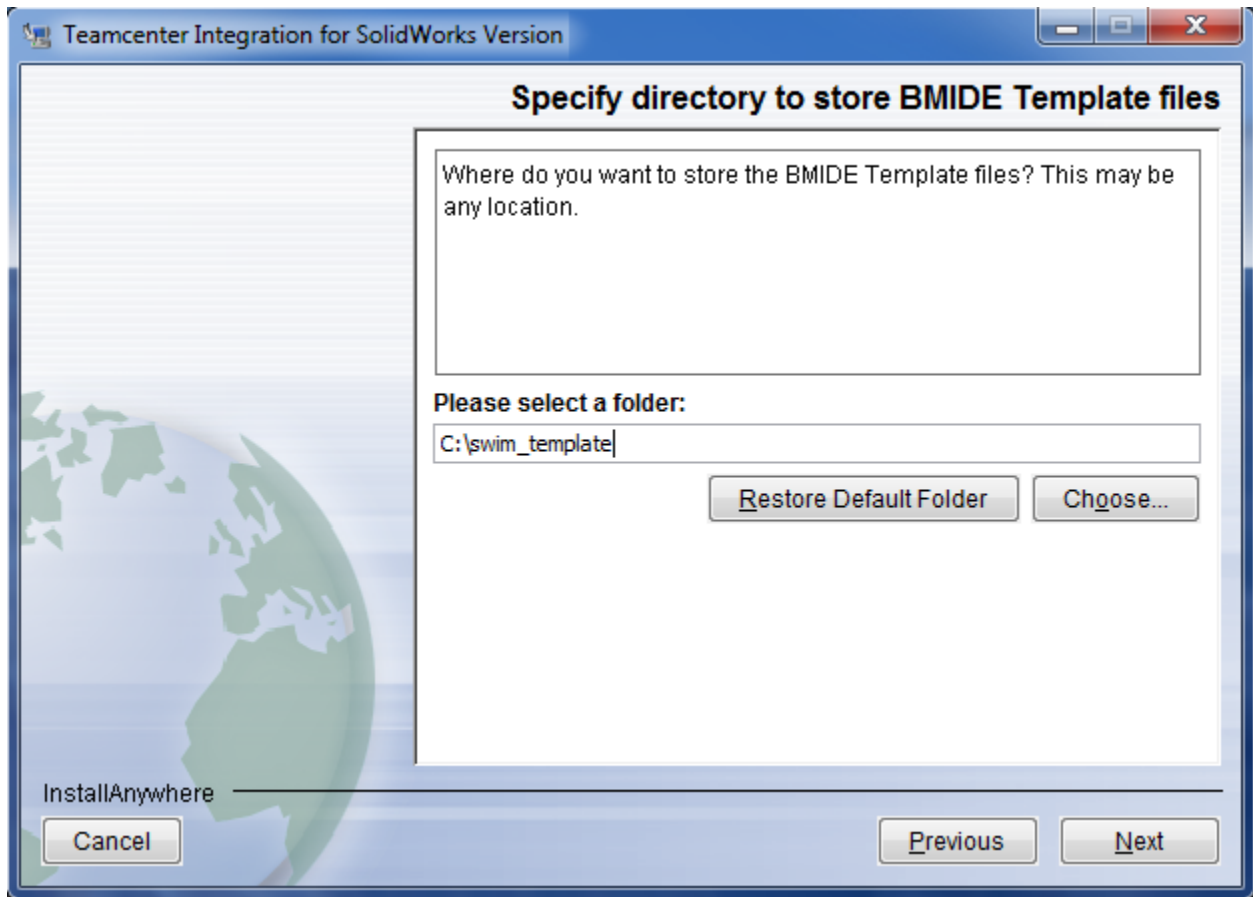 Teamcenter Integration for SolidWorks Version
Specify directory to store BMIDE Template files
Where do you want to store the BMIDE Template files? This may be
any location.
Please select a folder:
C:\swim_template
Restore Default Folder
Choose...
InstallAnywhere
Cancel
Previous
Next